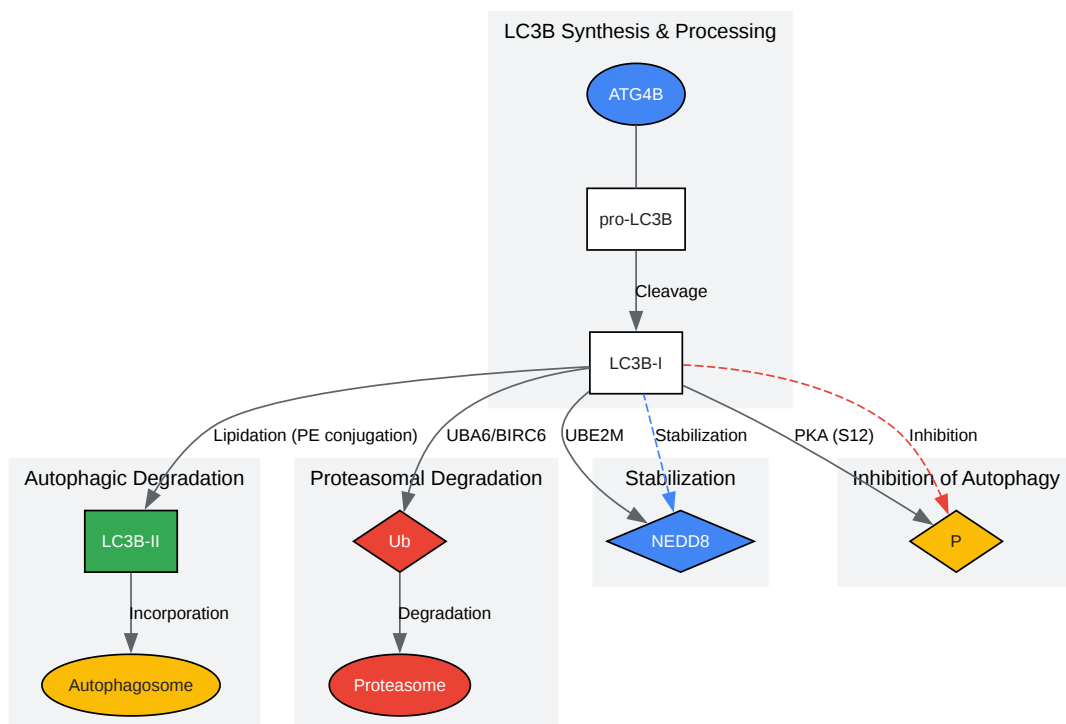 LC3B Synthesis & Processing
ATG4B
pro-LC3B
Cleavage
LC3B-I
Lipidation (PE conjugation)
UBA6/BIRC6
UBE2M
Stabilization
PKA (S12)
Inhibition
Autophagic Degradation
Proteasomal Degradation
Stabilization
Inhibition of Autophagy
LC3B-II
Ub
NEDD8
P
Incorporation
Degradation
Autophagosome
Proteasome